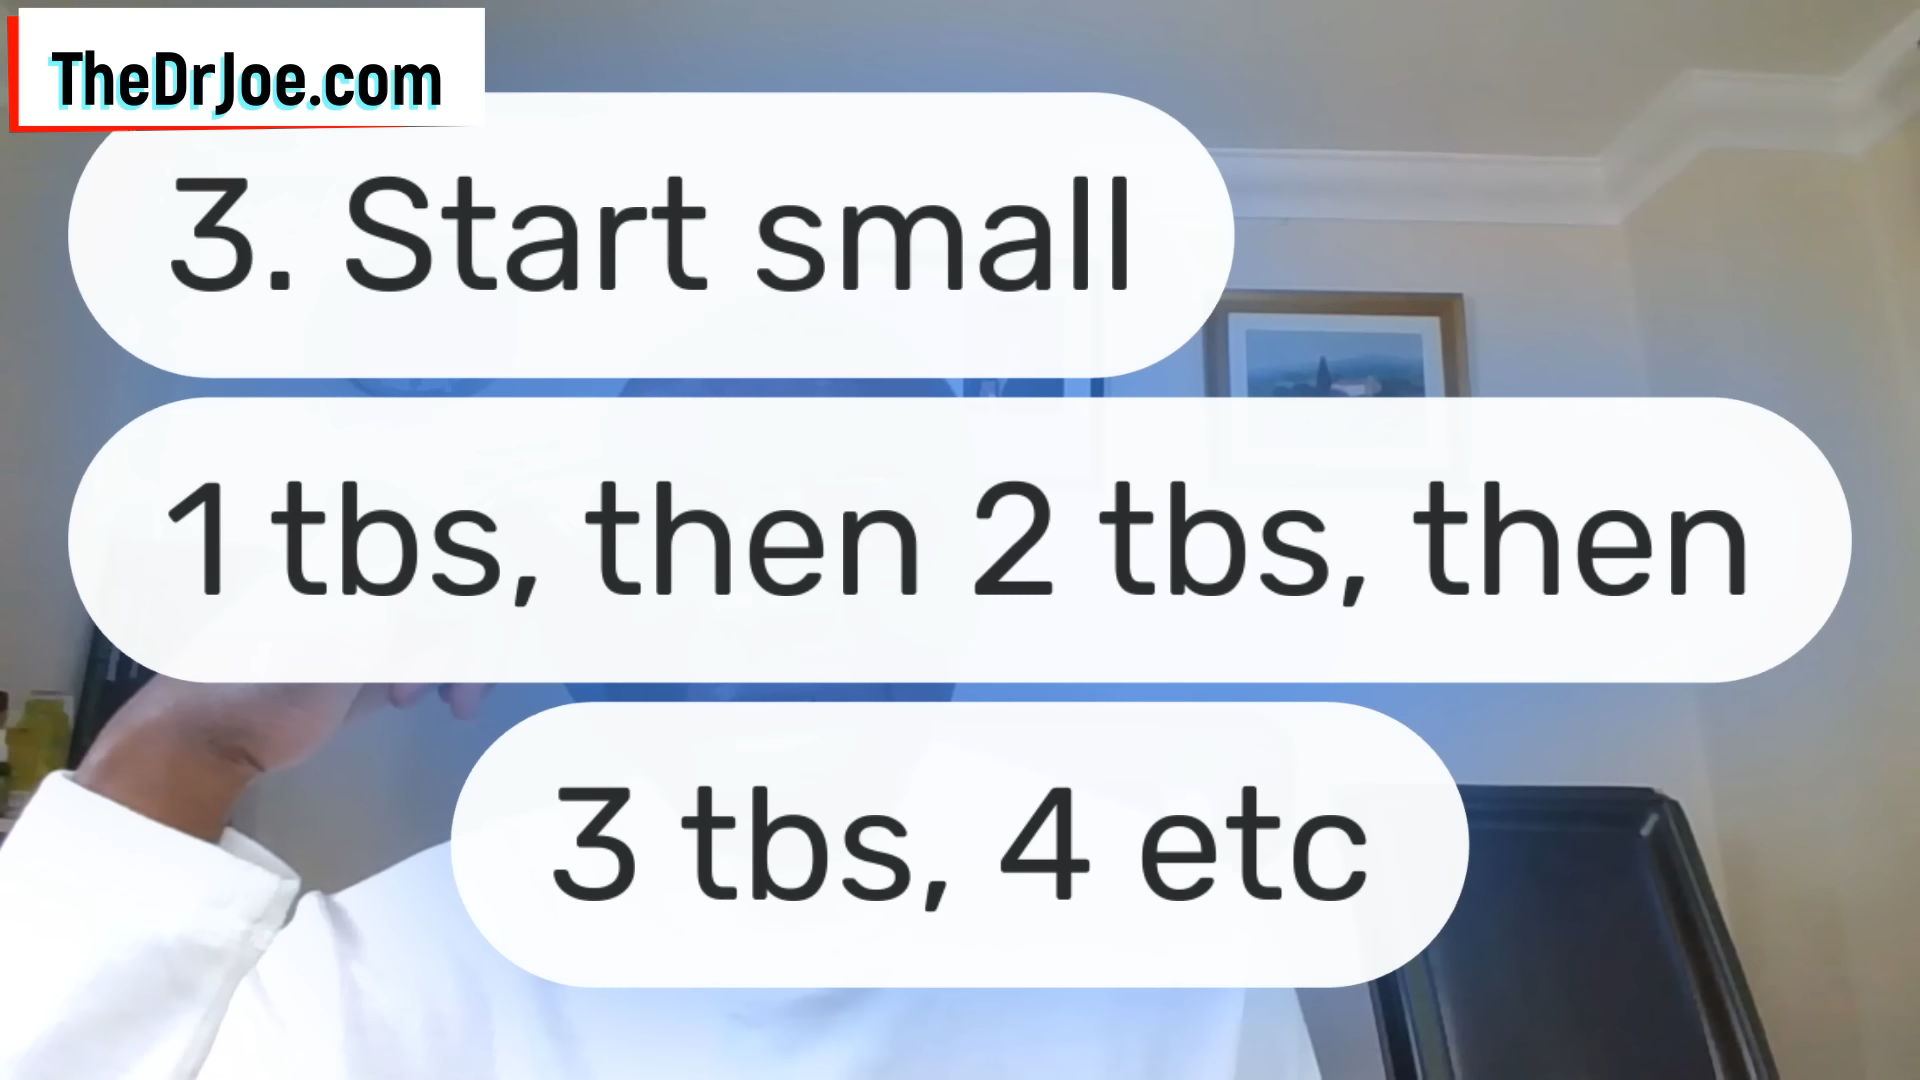 TheDrJoe.com
3. Start small
1 tbs, then 2 tbs, then
3 tbs, 4 etc